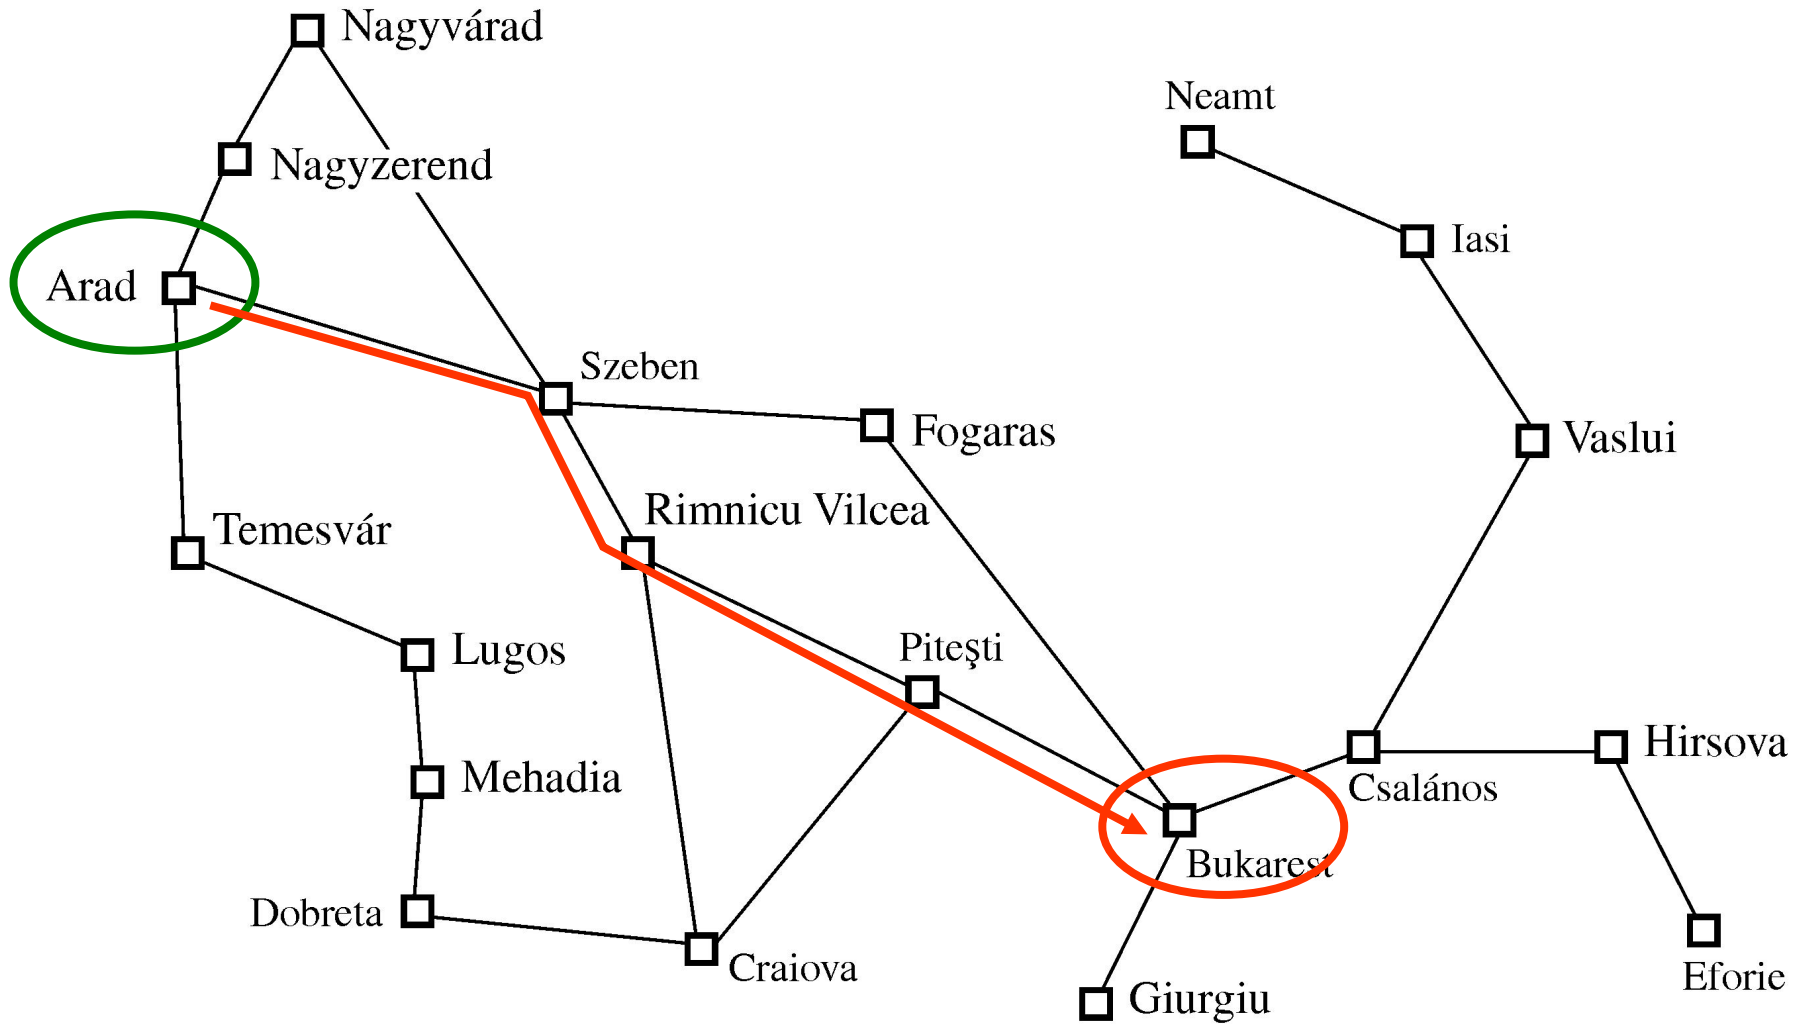 Nagyvárad
Neamt
Nagyzerend
Iasi
Arad
Szeben
Fogaras
Vaslui
Rimnicu Vilcea
Temesvár
Lugos
Piteşti
Hirsova
Mehadia
Csalános
Bukarest
Dobreta
Craiova
Eforie
Giurgiu